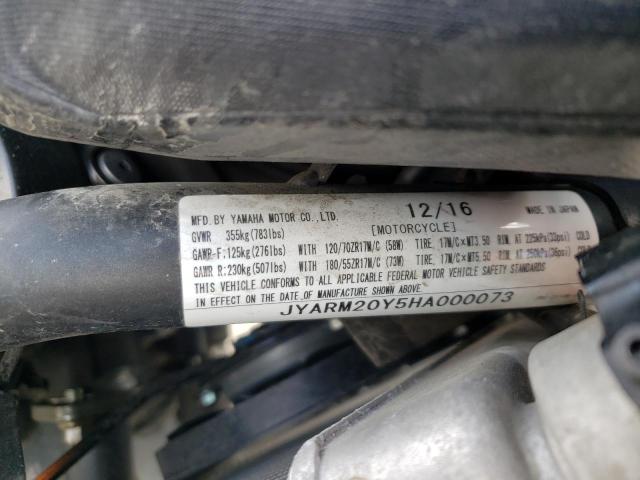 MFD.BY YAMAHA MOTOR CO.,LTD. 12/16 MADE IN JAPAN
GVWR 355kg(783lbs) [MOTORCYCLE]
GAWR-F:125kg(276lbs) WITH 120/70ZR17M/C (58W) TIRE, 17M/C×MT3.50 RIM, AT 225kPa(33psi) COLD
GAWR R:230kg(507lbs) WITH 180/55ZR17M/C (73W) TIRE, 17M/C×MT5.50 RIM, AT 250kPa(36psi)
THIS VEHICLE CONFORMS TO ALL APPLICABLE FEDERAL MOTOR VEHICLE SAFETY STANDARDS
IN EFFECT ON THE DATE OF MANUFACTURE SHOWN ABOVE
JYARM20Y5HA000073